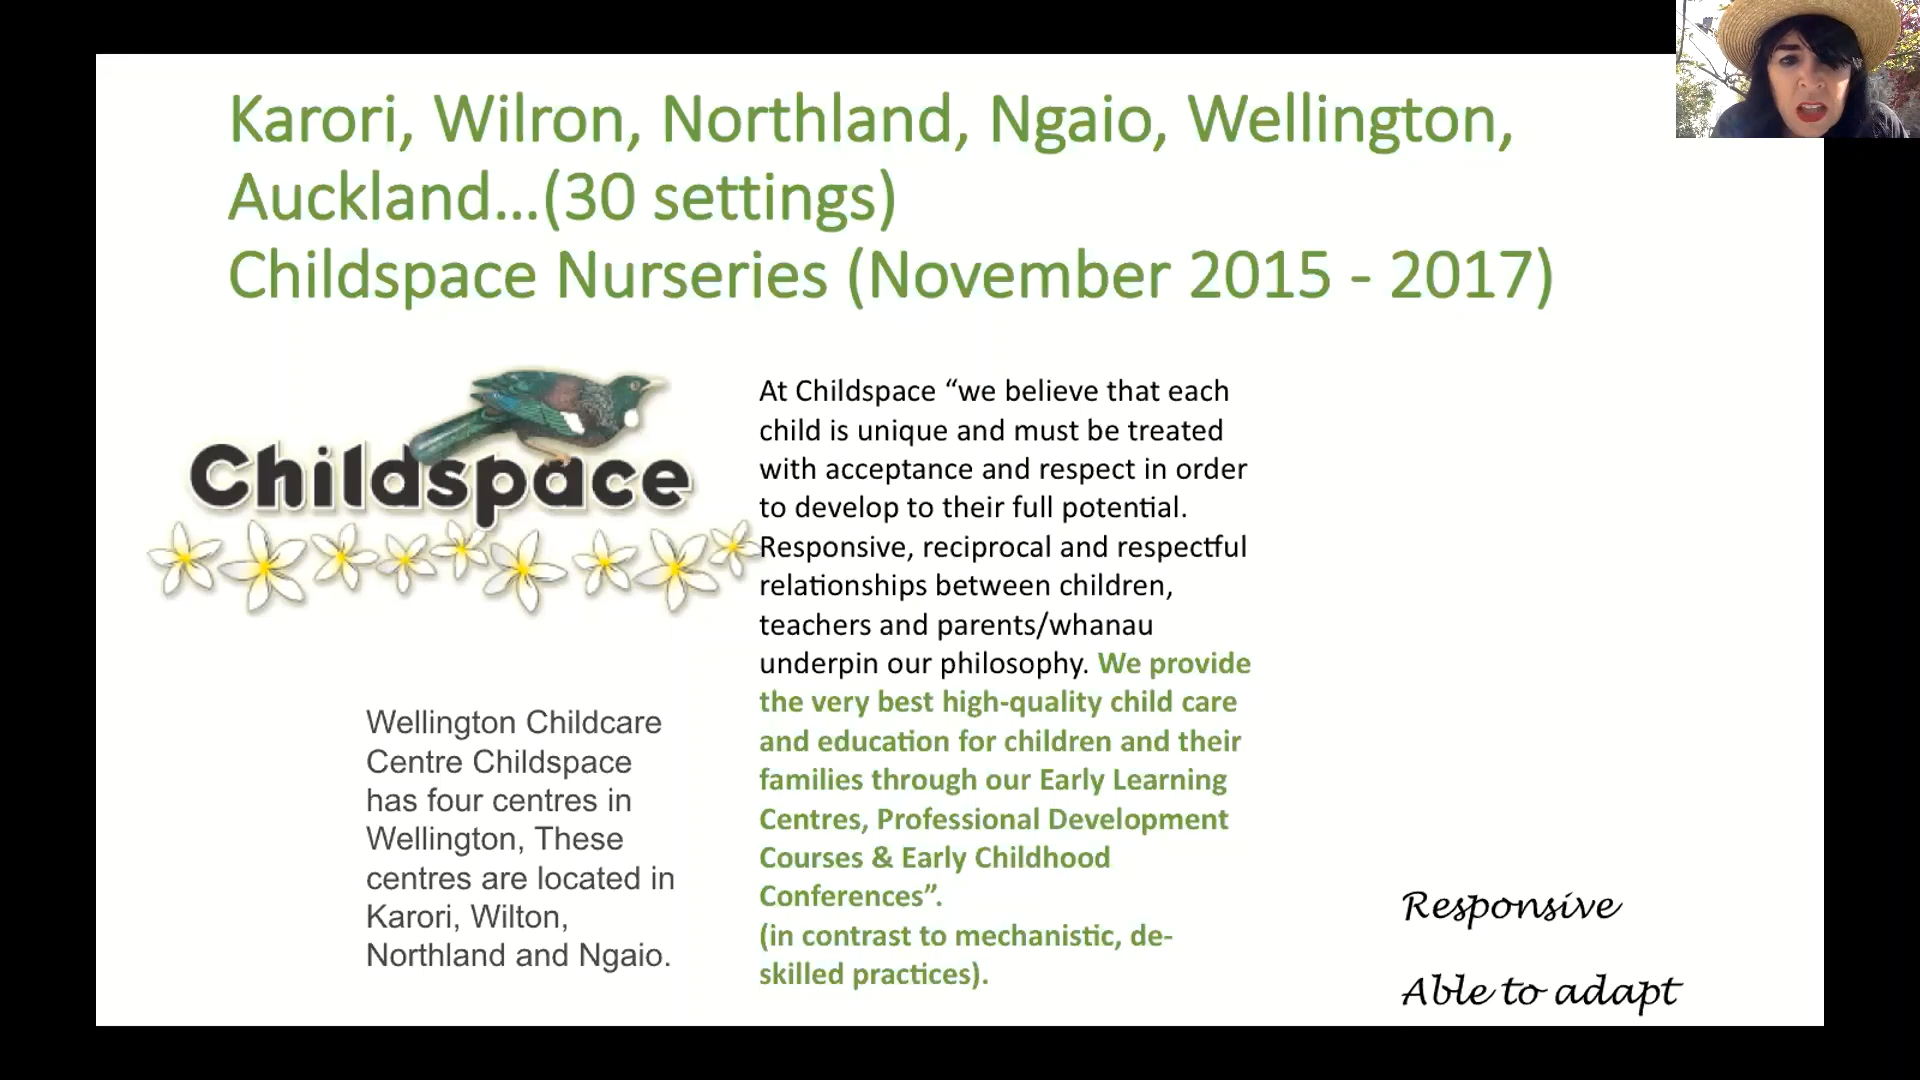 Karori, Wilron, Northland, Ngaio, Wellington,
Auckland...(30 settings)
Childspace Nurseries (November 2015 - 2017)
Childspace
Wellington Childcare
Centre Childspace
has four centres in
Wellington, These
centres are located in
Karori, Wilton,
Northland and Ngaio.
At Childspace “we believe that each
child is unique and must be treated
with acceptance and respect in order
to develop to their full potential.
Responsive, reciprocal and respectful
relationships between children,
teachers and parents/whanau
underpin our philosophy. We provide
the very best high-quality child care
and education for children and their
families through our Early Learning
Centres, Professional Development
Courses & Early Childhood
Conferences”.
(in contrast to mechanistic, de-
skilled practices).
Responsive
Able to adapt